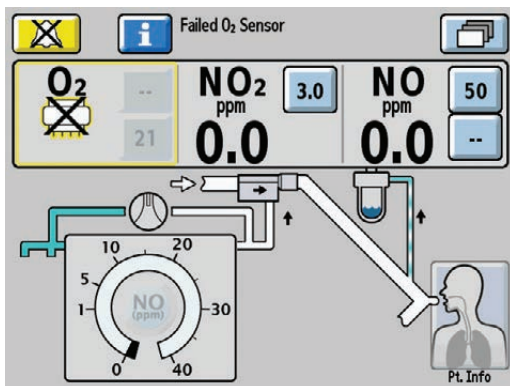 Failed O₂ Sensor
O₂
--
21
NO₂
ppm
0.0
3.0
NO
ppm
0.0
50
--
10
20
5
1
30
NO
(ppm)
0
40
Pt. Info